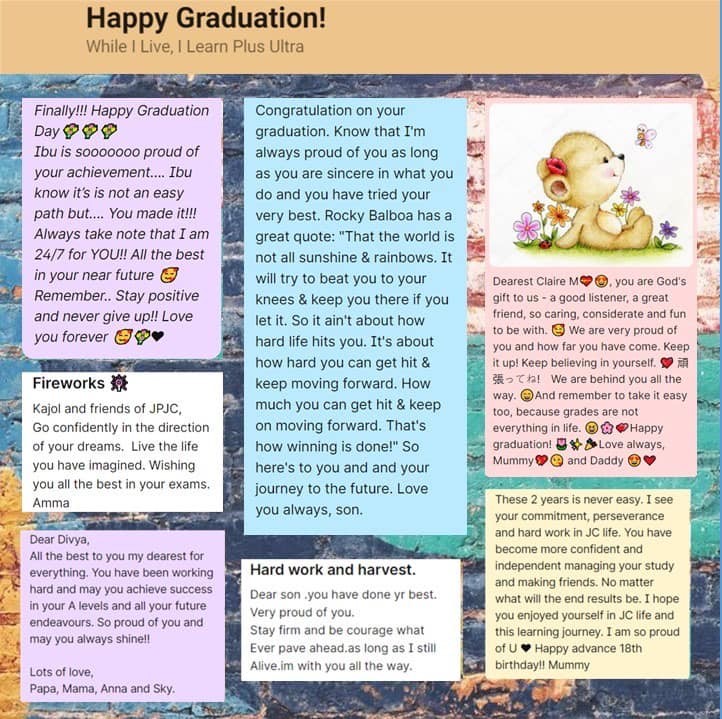 Happy Graduation!
While I Live, I Learn Plus Ultra
Finally!!! Happy Graduation
Day 💐💐💐
Ibu is sooooooo proud of
your achievement.... Ibu
know it's is not an easy
path but.... You made it!!!
Always take note that I am
24/7 for YOU!! All the best
in your near future 🥰
Remember.. Stay positive
and never give up!! Love
you forever 🥰💐🖤
Fireworks 🎆
Kajol and friends of JPJC,
Go confidently in the direction
of your dreams. Live the life
you have imagined. Wishing
you all the best in your exams.
Amma
Dear Divya,
All the best to you my dearest for
everything. You have been working
hard and may you achieve success
in your A levels and all your future
endeavours. So proud of you and
may you always shine!!
Lots of love,
Papa, Mama, Anna and Sky.
Congratulation on your
graduation. Know that I'm
always proud of you as long
as you are sincere in what you
do and you have tried your
very best. Rocky Balboa has a
great quote: "That the world is
not all sunshine & rainbows. It
will try to beat you to your
knees & keep you there if you
let it. So it ain't about how
hard life hits you. It's about
how hard you can get hit &
keep moving forward. How
much you can get hit & keep
on moving forward. That's
how winning is done!" So
here's to you and and your
journey to the future. Love
you always, son.
Hard work and harvest.
Dear son .you have done yr best.
Very proud of you.
Stay firm and be courage what
Ever pave ahead.as long as I still
Alive.im with you all the way.
Dearest Claire M❤️😍, you are God's
gift to us - a good listener, a great
friend, so caring, considerate and fun
to be with. 🥰 We are very proud of
you and how far you have come. Keep
it up! Keep believing in yourself. ❤️ 頑
張ってね! We are behind you all the
way. 😄And remember to take it easy
too, because grades are not
everything in life. 😆🌸💝Happy
graduation! 🌷✨🎉Love always,
Mummy💖😘 and Daddy 😍❤️
These 2 years is never easy. I see
your commitment, perseverance
and hard work in JC life. You have
become more confident and
independent managing your study
and making friends. No matter
what will the end results be. I hope
you enjoyed yourself in JC life and
this learning journey. I am so proud
of U ♥ Happy advance 18th
birthday!! Mummy